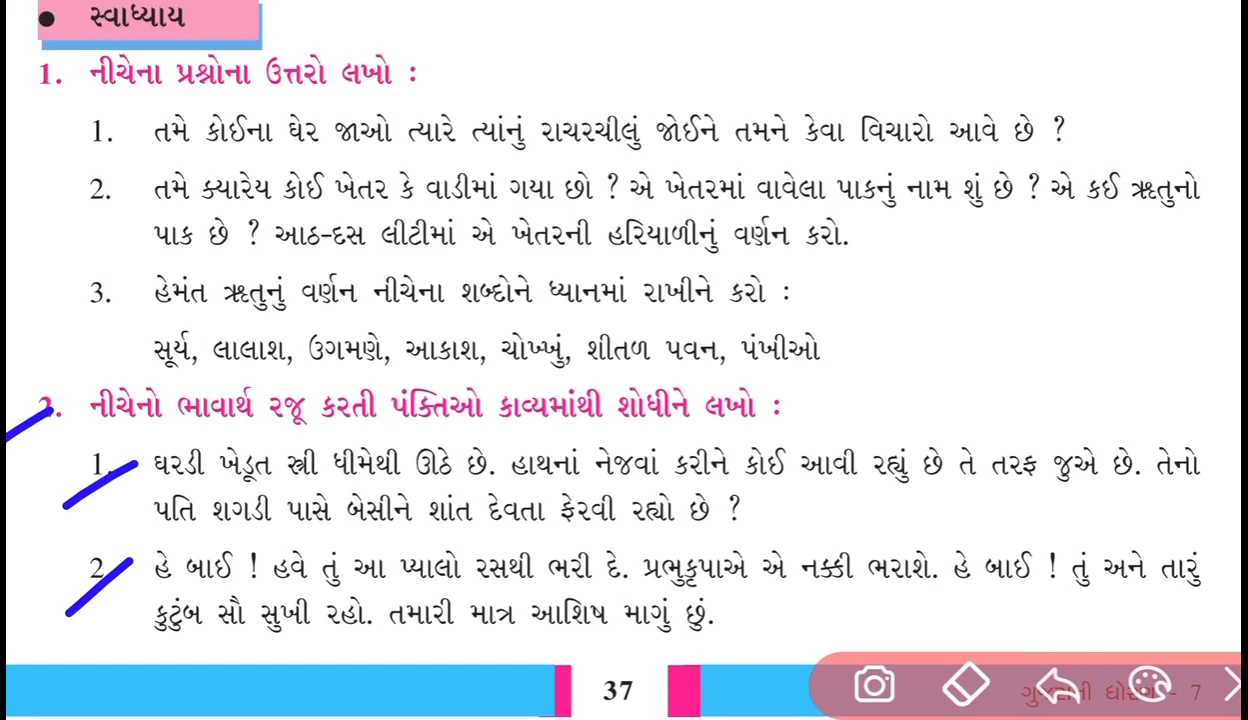 ● સ્વાધ્યાય
1. નીચેના પ્રશ્નોના ઉત્તરો લખો :
1. તમે કોઈના ઘેર જાઓ ત્યારે ત્યાંનું રાચરચીલું જોઈને તમને કેવા વિચારો આવે છે ?
2. તમે ક્યારેય કોઈ ખેતર કે વાડીમાં ગયા છો ? એ ખેતરમાં વાવેલા પાકનું નામ શું છે ? એ કઈ ઋતુનો
પાક છે ? આઠ-દસ લીટીમાં એ ખેતરની હરિયાળીનું વર્ણન કરો.
3. હેમંત ઋતુનું વર્ણન નીચેના શબ્દોને ધ્યાનમાં રાખીને કરો :
સૂર્ય, લાલાશ, ઉગમણે, આકાશ, ચોખ્ખું, શીતળ પવન, પંખીઓ
2. નીચેનો ભાવાર્થ રજૂ કરતી પંક્તિઓ કાવ્યમાંથી શોધીને લખો :
1. ઘરડી ખેડૂત સ્ત્રી ધીમેથી ઊઠે છે. હાથનાં નેજવાં કરીને કોઈ આવી રહ્યું છે તે તરફ જુએ છે. તેનો
પતિ શગડી પાસે બેસીને શાંત દેવતા ફેરવી રહ્યો છે ?
2. હે બાઈ ! હવે તું આ પ્યાલો રસથી ભરી દે. પ્રભુકૃપાએ એ નક્કી ભરાશે. હે બાઈ ! તું અને તારું
કુટુંબ સૌ સુખી રહો. તમારી માત્ર આશિષ માગું છું.
37
ગુજરાતી ધોરણ - 7